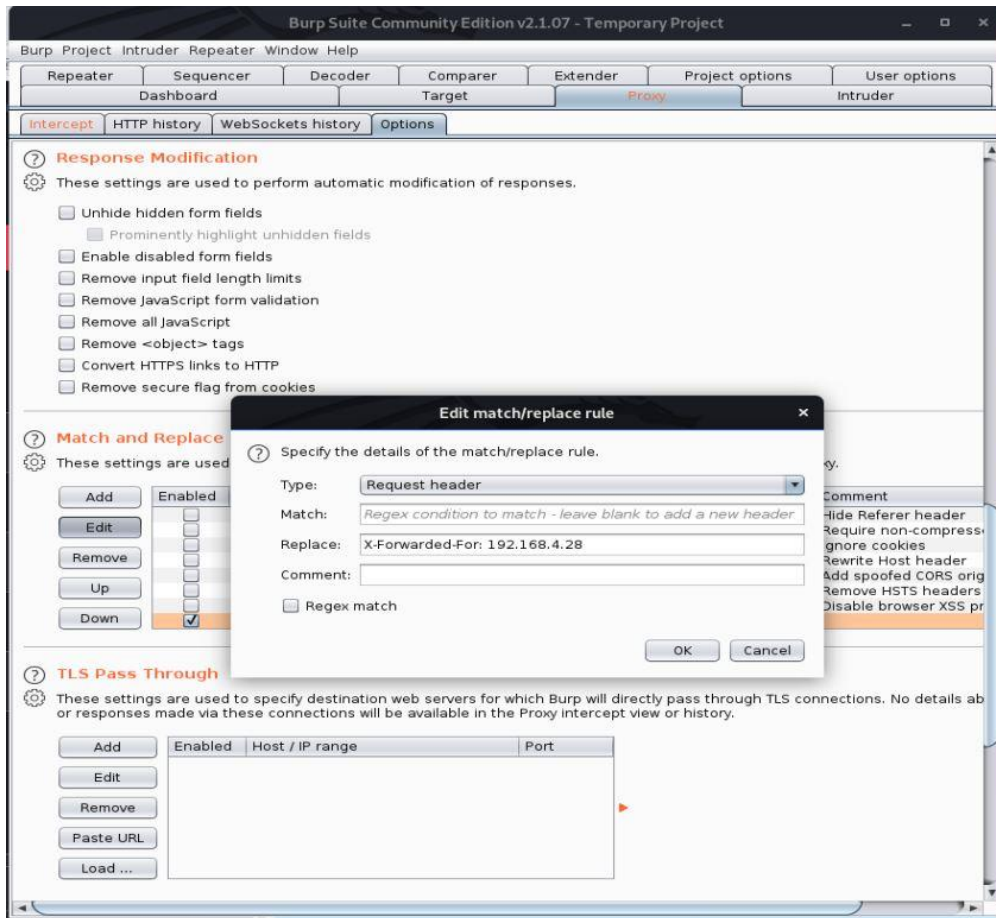 Burp Suite Community Edition v2.1.07 - Temporary Project
Burp Project Intruder Repeater Window Help
Repeater Sequencer Decoder Comparer Extender Project options User options
Dashboard Target Proxy Intruder
Intercept HTTP history WebSockets history Options
Response Modification
These settings are used to perform automatic modification of responses.
Unhide hidden form fields
Prominently highlight unhidden fields
Enable disabled form fields
Remove input field length limits
Remove JavaScript form validation
Remove all JavaScript
Remove <object> tags
Convert HTTPS links to HTTP
Remove secure flag from cookies
Edit match/replace rule
Match and Replace
Specify the details of the match/replace rule.
These settings are used
Type: Request header
Match: Regex condition to match - leave blank to add a new header
Replace: X-Forwarded-For: 192.168.4.28
Comment:
Regex match
OK Cancel
Add Enabled Comment
Edit
Remove
Up
Down
Hide Referer header
Require non-compresse
gnore cookies
Rewrite Host header
Add spoofed CORS orig
Remove HSTS headers
Disable browser XSS pr
TLS Pass Through
These settings are used to specify destination web servers for which Burp will directly pass through TLS connections. No details ab
or responses made via these connections will be available in the Proxy intercept view or history.
Add Enabled Host / IP range Port
Edit
Remove
Paste URL
Load ...